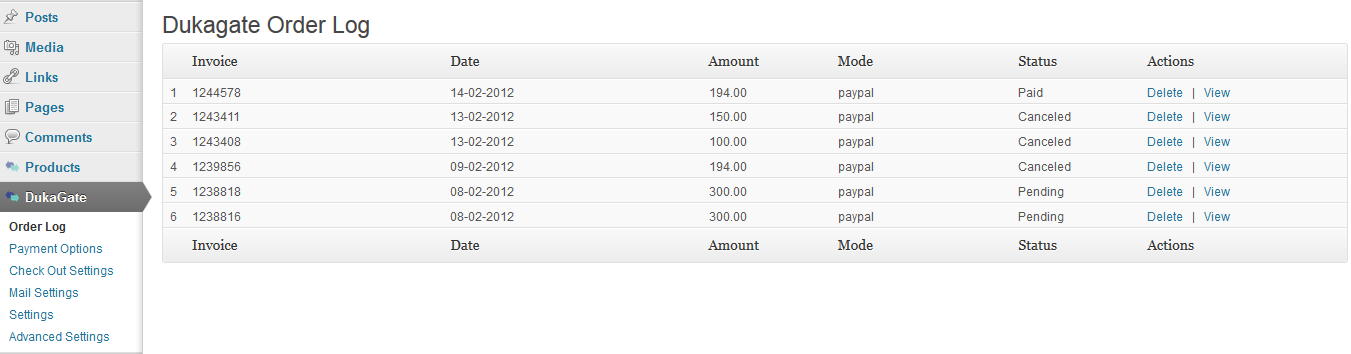 Posts
Media
Links
Pages
Comments
Products
DukaGate
Order Log
Payment Options
Check Out Settings
Mail Settings
Settings
Advanced Settings
Dukagate Order Log
Invoice Date Amount Mode Status Actions
1 1244578 14-02-2012 194.00 paypal Paid Delete | View
2 1243411 13-02-2012 150.00 paypal Canceled Delete | View
3 1243408 13-02-2012 100.00 paypal Canceled Delete | View
4 1239856 09-02-2012 194.00 paypal Canceled Delete | View
5 1238818 08-02-2012 300.00 paypal Pending Delete | View
6 1238816 08-02-2012 300.00 paypal Pending Delete | View
Invoice Date Amount Mode Status Actions